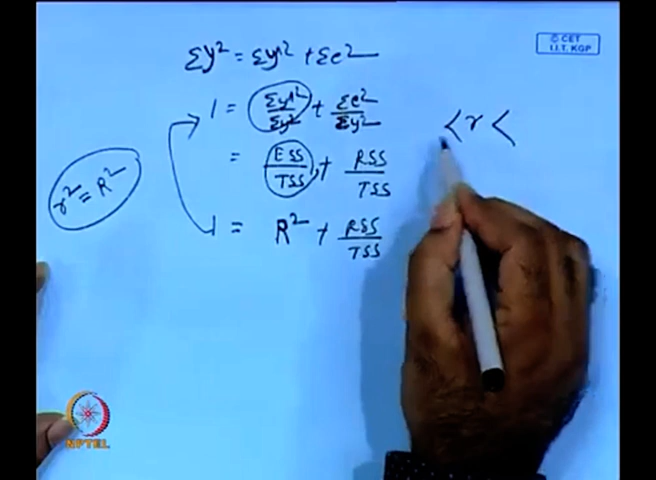 Σy² = Σŷ² + Σe²
1 = Σŷ²/Σy² + Σe²/Σy²
= ESS/TSS + RSS/TSS
1 = R² + RSS/TSS
r² = R²
< r <
© CET
I.I.T. KGP
NPTEL